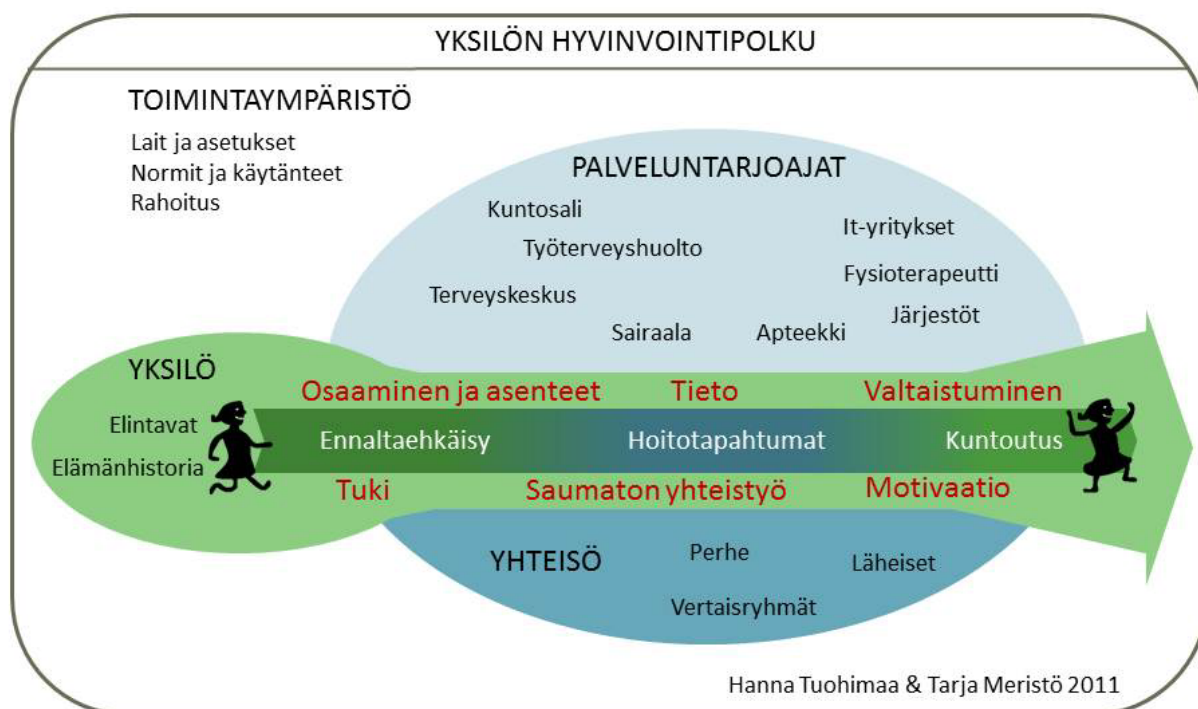 YKSILÖN HYVINVOINTIPOLKU
TOIMINTAYMPÄRISTÖ
Lait ja asetukset
Normit ja käytänteet
Rahoitus
PALVELUNTARJOAJAT
Kuntosali
It-yritykset
Työterveyshuolto
Fysioterapeutti
Terveyskeskus
Järjestöt
Sairaala
Apteekki
YKSILÖ
Elintavat
Elämänhistoria
Osaaminen ja asenteet
Tieto
Valtaistuminen
Ennaltaehkäisy
Hoitotapahtumat
Kuntoutus
Tuki
Saumaton yhteistyö
Motivaatio
YHTEISÖ
Perhe
Läheiset
Vertaisryhmät
Hanna Tuohimaa & Tarja Meristö 2011